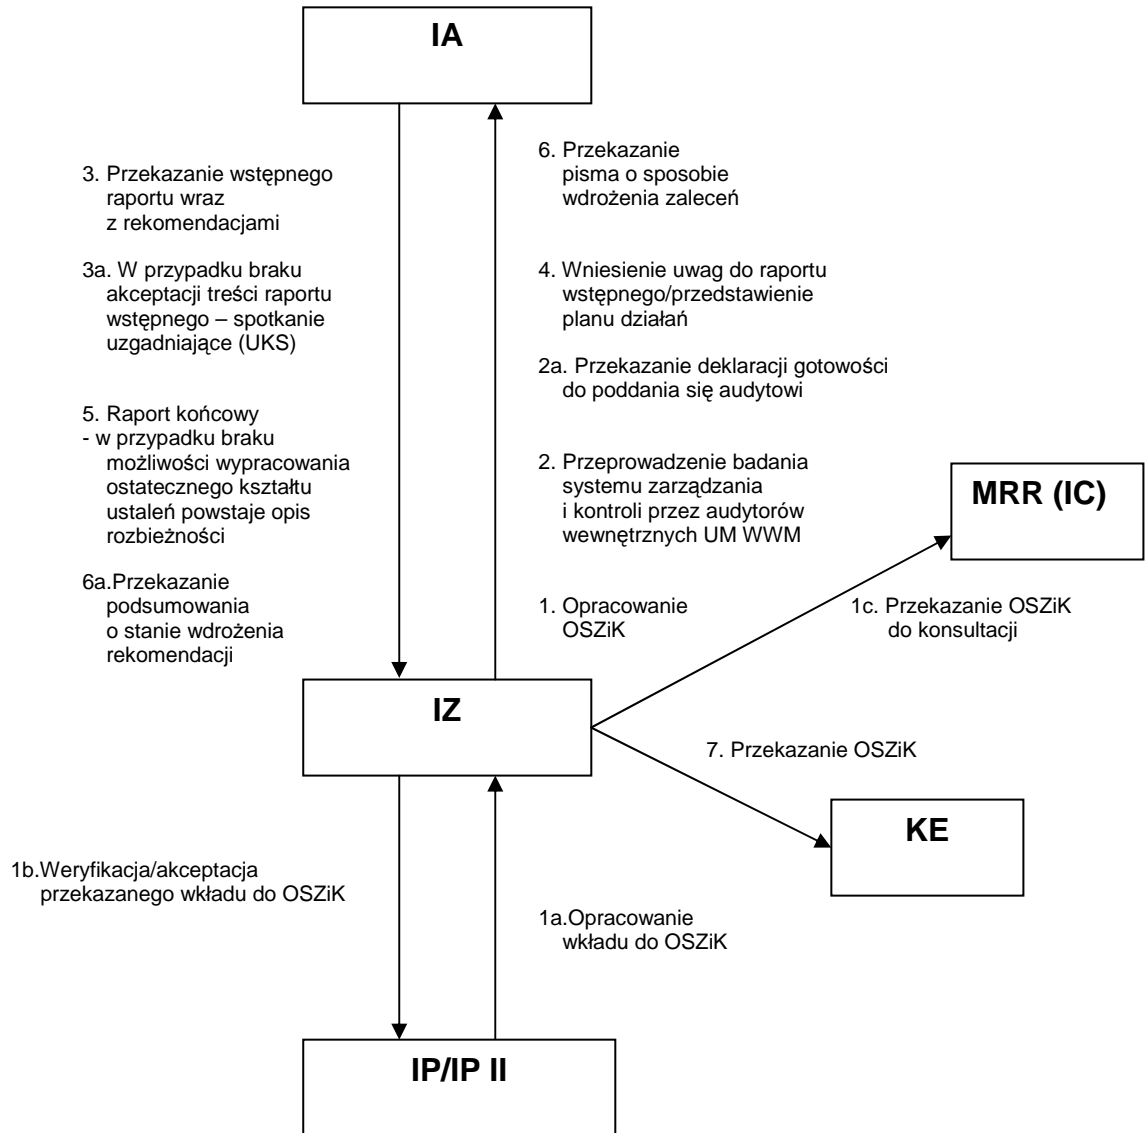 IA
3. Przekazanie wstępnego
raportu wraz
z rekomendacjami
3a. W przypadku braku
akceptacji treści raportu
wstępnego – spotkanie
uzgadniające (UKS)
5. Raport końcowy
- w przypadku braku
możliwości wypracowania
ostatecznego kształtu
ustaleń powstaje opis
rozbieżności
6a.Przekazanie
podsumowania
o stanie wdrożenia
rekomendacji
6. Przekazanie
pisma o sposobie
wdrożenia zaleceń
4. Wniesienie uwag do raportu
wstępnego/przedstawienie
planu działań
2a. Przekazanie deklaracji gotowości
do poddania się audytowi
2. Przeprowadzenie badania
systemu zarządzania
i kontroli przez audytorów
wewnętrznych UM WWM
1. Opracowanie
OSZiK
MRR (IC)
1c. Przekazanie OSZiK
do konsultacji
IZ
7. Przekazanie OSZiK
KE
1b.Weryfikacja/akceptacja
przekazanego wkładu do OSZiK
1a.Opracowanie
wkładu do OSZiK
IP/IP II